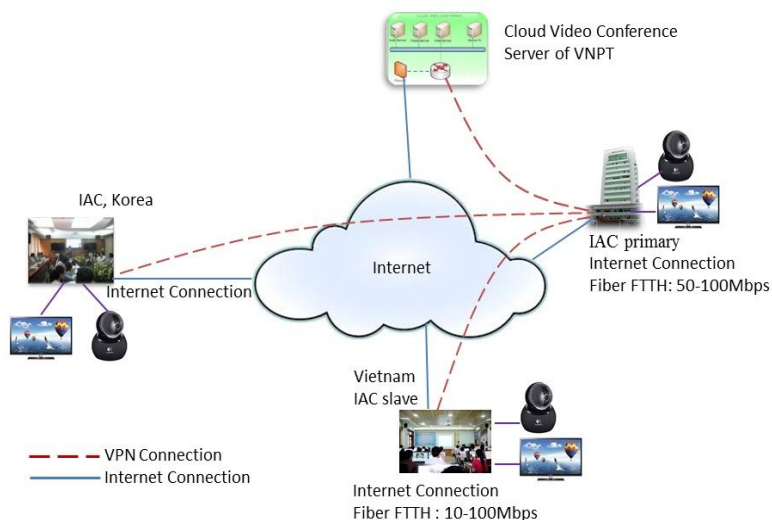 Cloud Video Conference
Server of VNPT
IAC, Korea
Internet Connection
Internet
IAC primary
Internet Connection
Fiber FTTH: 50-100Mbps
Vietnam
IAC slave
VPN Connection
Internet Connection
Internet Connection
Fiber FTTH : 10-100Mbps